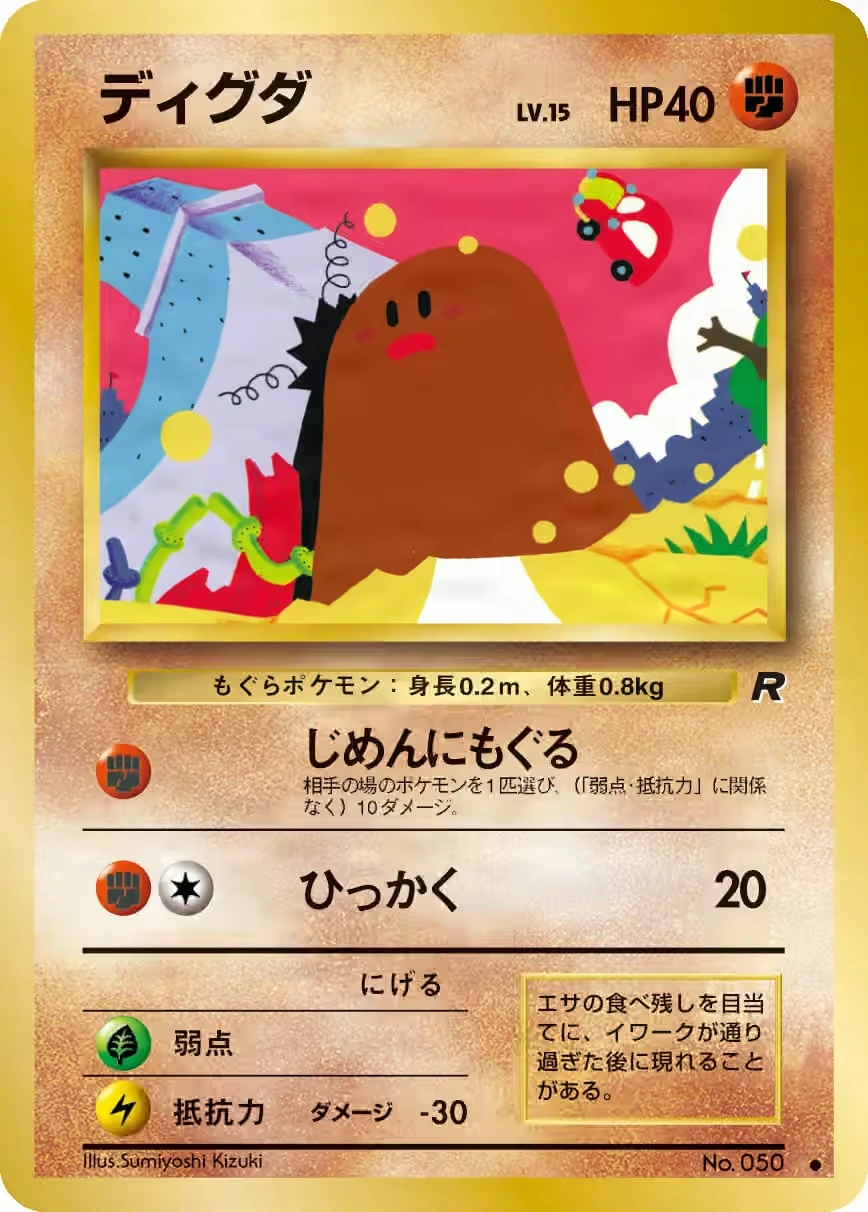 ディグダ LV.15 HP40
もぐらポケモン：身長0.2m、体重0.8kg R
じめんにもぐる
相手の場のポケモンを1匹選び、（「弱点・抵抗力」に関係
なく）10ダメージ。
ひっかく 20
にげる
弱点
抵抗力 ダメージ -30
エサの食べ残しを目当
てに、イワークが通り
過ぎた後に現れること
がある。
Illus.Sumiyoshi Kizuki No.050